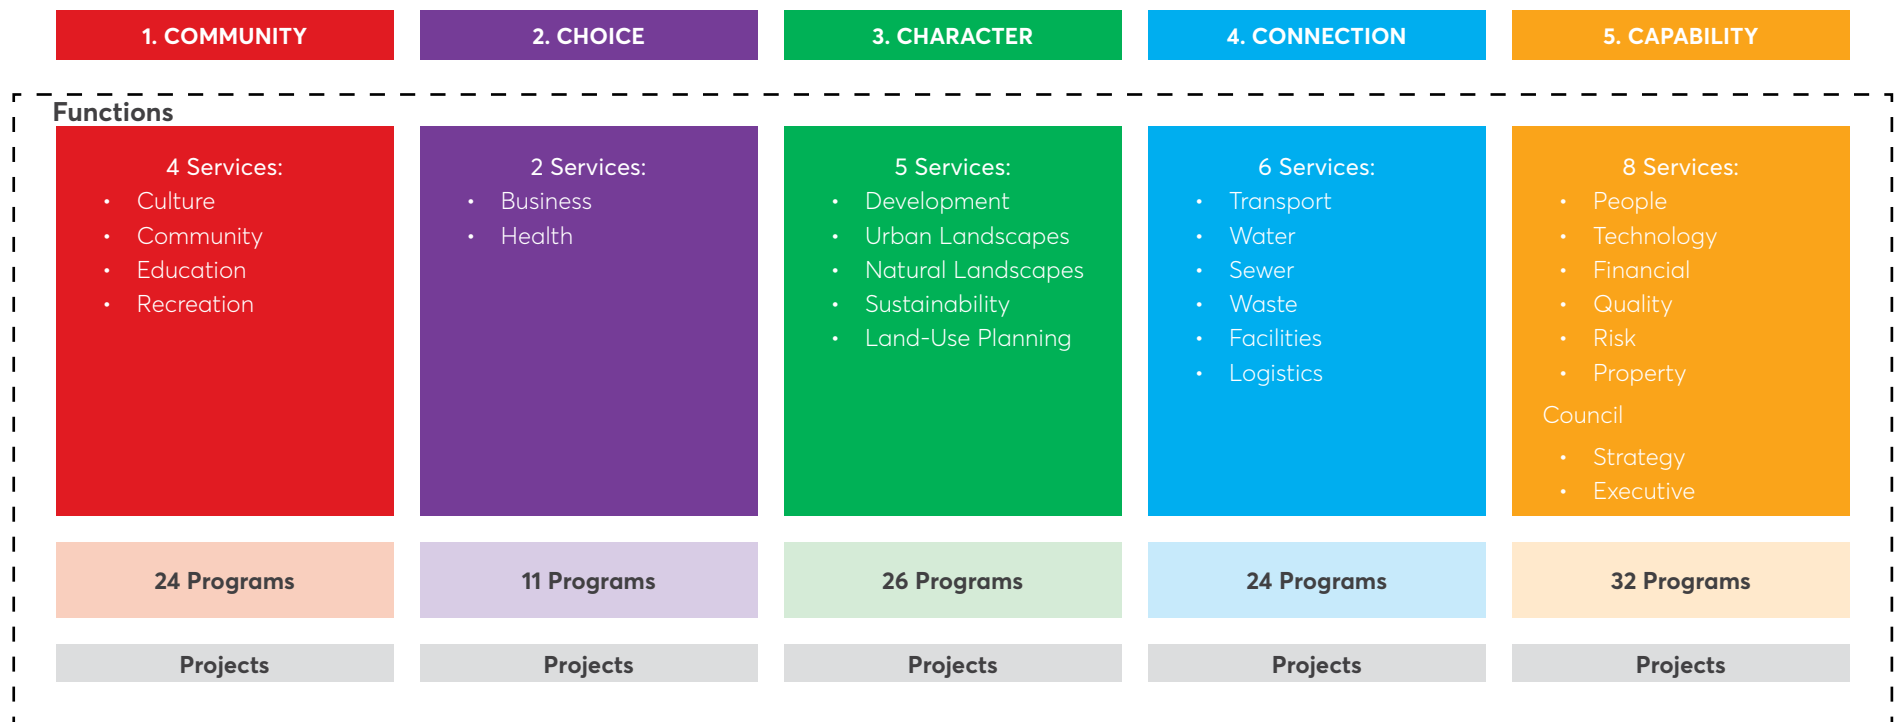 1. COMMUNITY
2. CHOICE
3. CHARACTER
4. CONNECTION
5. CAPABILITY
Functions
4 Services:
• Culture
• Community
• Education
• Recreation
2 Services:
• Business
• Health
5 Services:
• Development
• Urban Landscapes
• Natural Landscapes
• Sustainability
• Land-Use Planning
6 Services:
• Transport
• Water
• Sewer
• Waste
• Facilities
• Logistics
8 Services:
• People
• Technology
• Financial
• Quality
• Risk
• Property
Council
• Strategy
• Executive
24 Programs
11 Programs
26 Programs
24 Programs
32 Programs
Projects
Projects
Projects
Projects
Projects